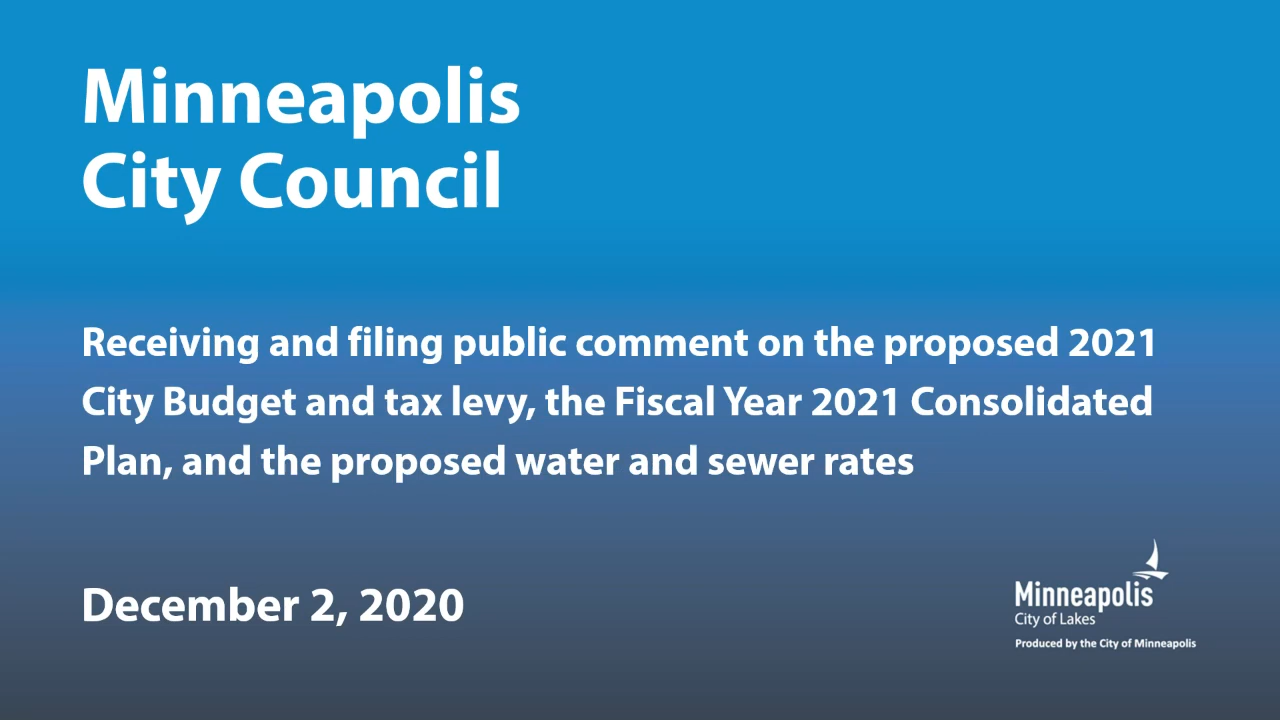 Minneapolis
City Council
Receiving and filing public comment on the proposed 2021
City Budget and tax levy, the Fiscal Year 2021 Consolidated
Plan, and the proposed water and sewer rates
December 2, 2020
Minneapolis
City of Lakes
Produced by the City of Minneapolis